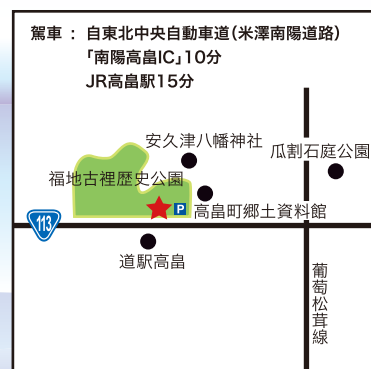 駕車 : 自東北中央自動車道(米澤南陽道路)
「南陽高畠IC」10分
JR高畠駅15分
安久津八幡神社
瓜割石庭公園
福地古裡歴史公園
P
高畠町郷土資料館
113
道駅高畠
葡萄松茸線